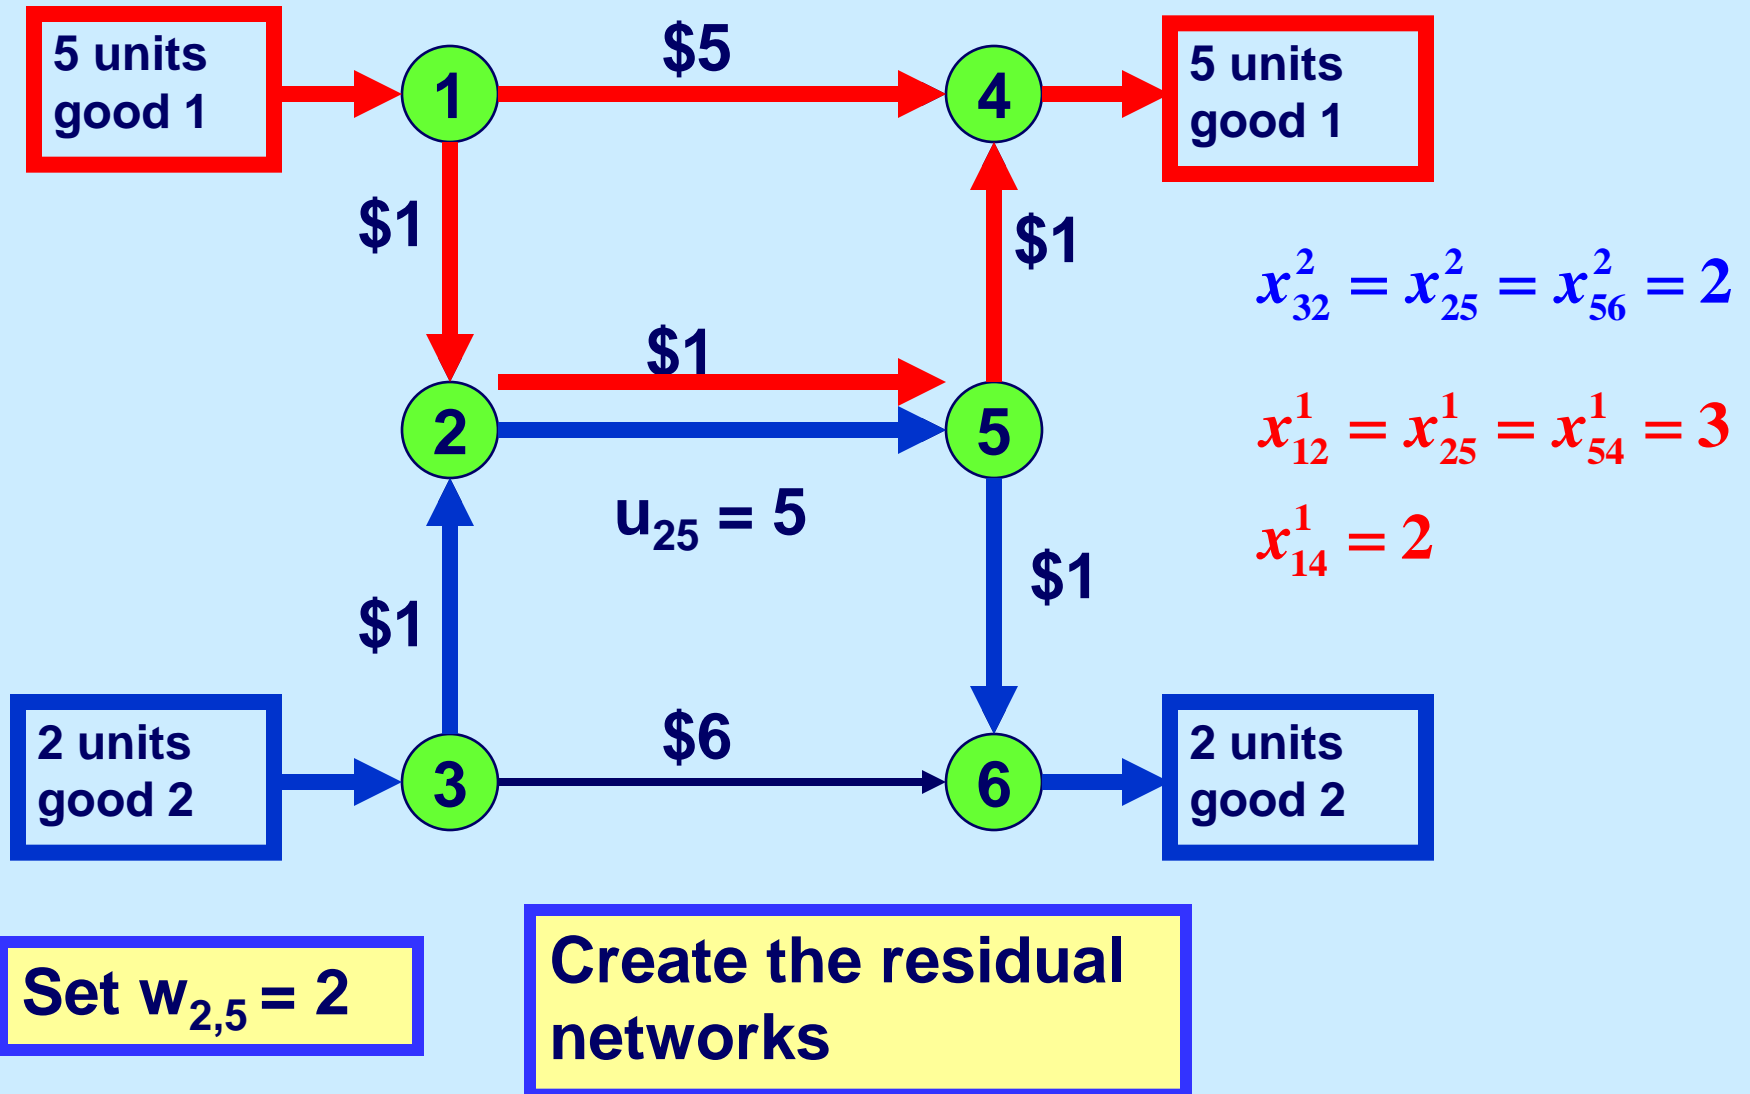 5 units
good 1
1
$5
4
5 units
good 1
$1
$1
x²₃₂ = x²₂₅ = x²₅₆ = 2
$1
x¹₁₂ = x¹₂₅ = x¹₅₄ = 3
2
5
u₂₅ = 5
x¹₁₄ = 2
$1
$1
2 units
good 2
3
$6
6
2 units
good 2
Set w₂,₅ = 2
Create the residual
networks